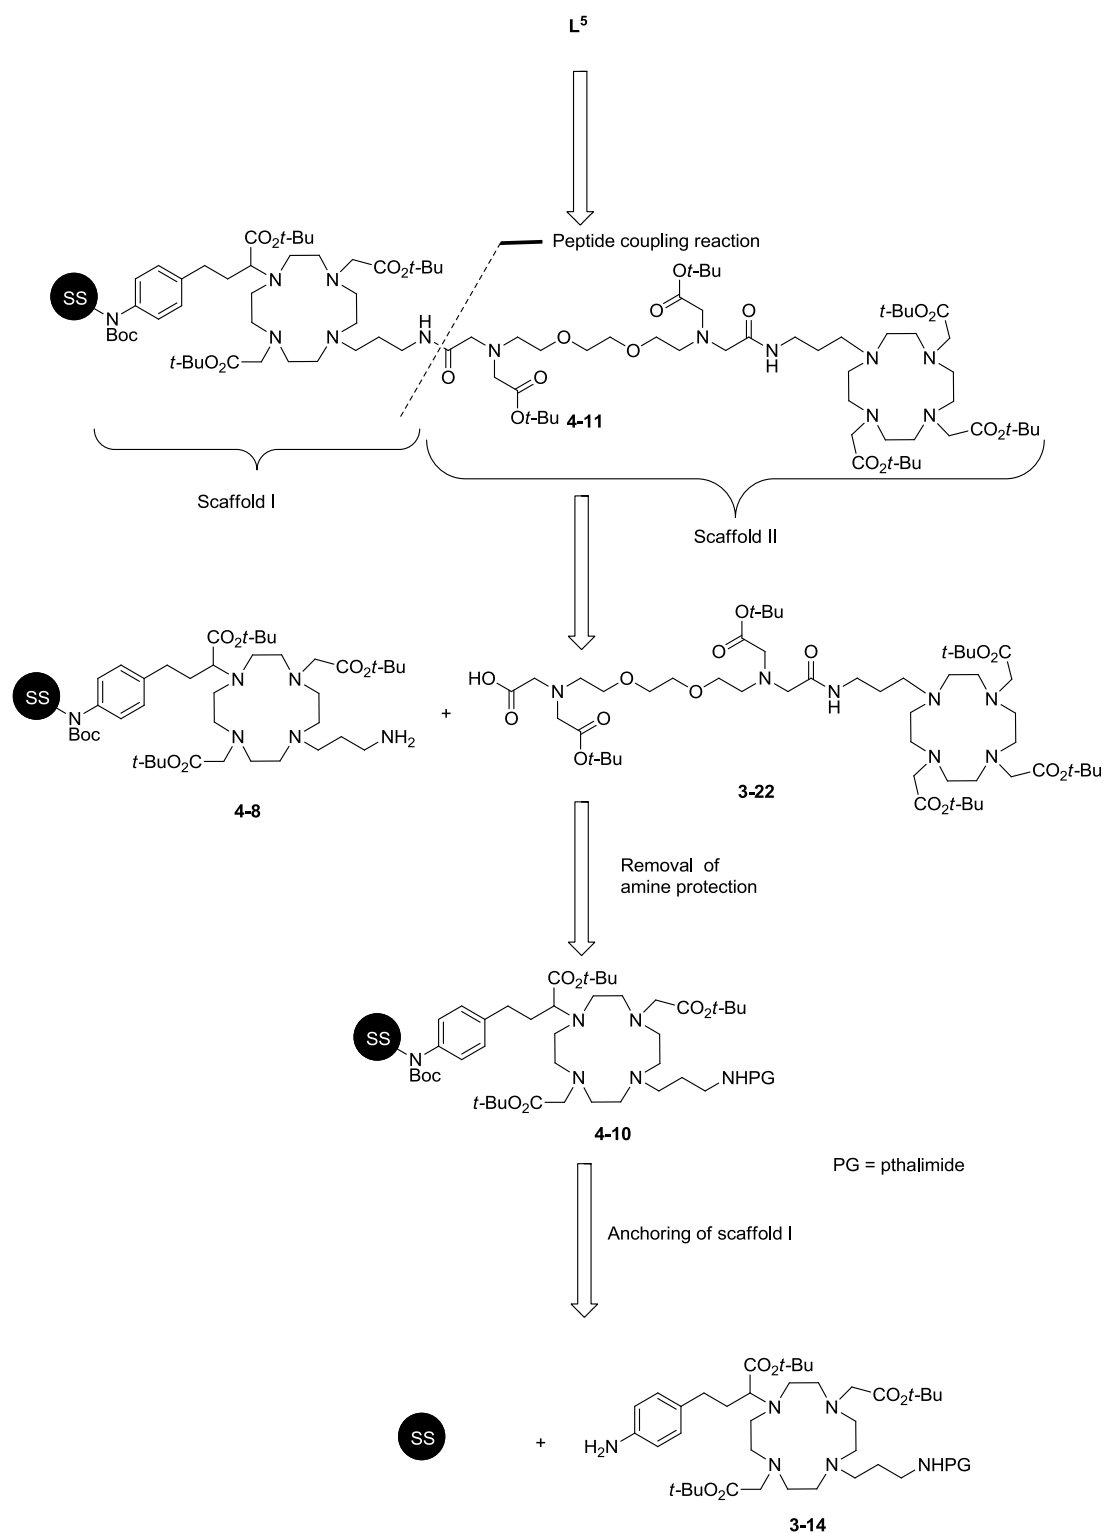 L5
Peptide coupling reaction
CO2t-Bu
CO2t-Bu
SS
N
Boc
N
N
N
N
t-BuO2C
H
N
O
N
O
Ot-Bu
O
O
Ot-Bu
O
N
O
N
H
t-BuO2C
N
N
N
N
CO2t-Bu
CO2t-Bu
4-11
Scaffold I
Scaffold II
CO2t-Bu
CO2t-Bu
SS
N
Boc
N
N
N
N
NH2
t-BuO2C
4-8
+
HO
O
N
O
Ot-Bu
O
O
Ot-Bu
O
N
O
N
H
t-BuO2C
N
N
N
N
CO2t-Bu
CO2t-Bu
3-22
Removal of
amine protection
CO2t-Bu
CO2t-Bu
SS
N
Boc
N
N
N
N
NHPG
t-BuO2C
4-10
PG = pthalimide
Anchoring of scaffold I
SS
+
CO2t-Bu
CO2t-Bu
H2N
N
N
N
N
NHPG
t-BuO2C
3-14